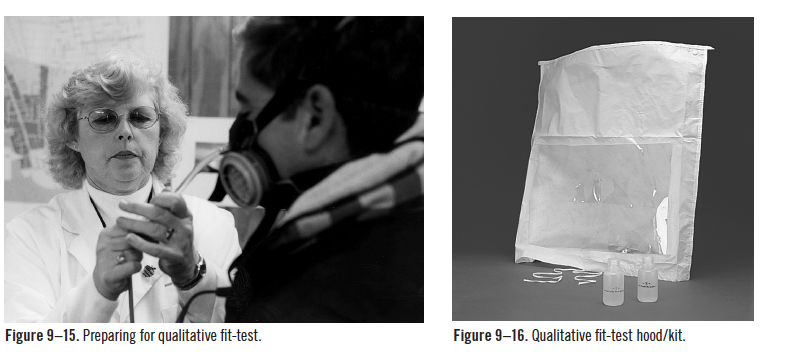 Figure 9–15. Preparing for qualitative fit-test.
Figure 9–16. Qualitative fit-test hood/kit.